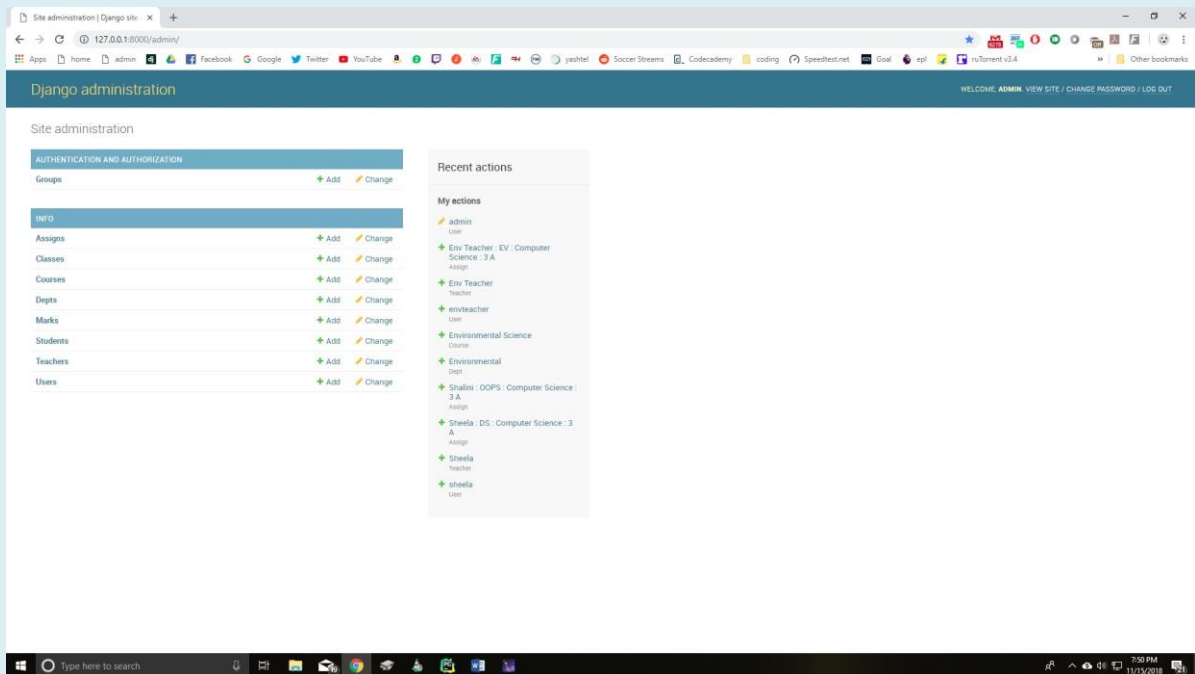 Site administration | Django site
127.0.0.1:8000/admin/
Apps home admin dj Facebook Google Twitter YouTube yashtel Soccer Streams Codecademy coding Speedtest.net Goal epl ruTorrent v3.4 » Other bookmarks
Django administration
WELCOME, ADMIN. VIEW SITE / CHANGE PASSWORD / LOG OUT
Site administration
AUTHENTICATION AND AUTHORIZATION
Groups Add Change
INFO
Assigns Add Change
Classes Add Change
Courses Add Change
Depts Add Change
Marks Add Change
Students Add Change
Teachers Add Change
Users Add Change
Recent actions
My actions
admin
User
Env Teacher : EV : Computer
Science : 3 A
Assign
Env Teacher
Teacher
envteacher
User
Environmental Science
Course
Environmental
Dept
Shalini : OOPS : Computer Science :
3 A
Assign
Sheela : DS : Computer Science : 3
A
Assign
Sheela
Teacher
sheela
User
Type here to search
7:50 PM
11/15/2018